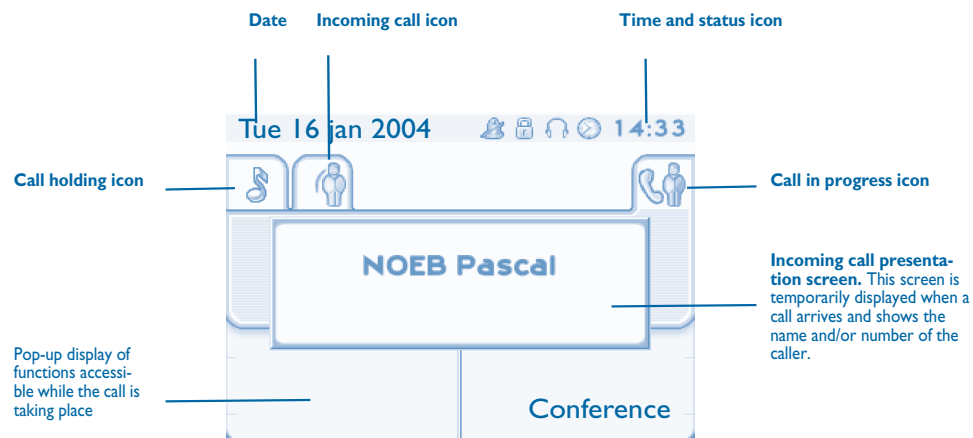 Date
Incoming call icon
Time and status icon
Tue 16 jan 2004
14:33
Call holding icon
Call in progress icon
NOEB Pascal
Incoming call presenta-
tion screen. This screen is
temporarily displayed when a
call arrives and shows the
name and/or number of the
caller.
Pop-up display of
functions accessi-
ble while the call is
taking place
Conference